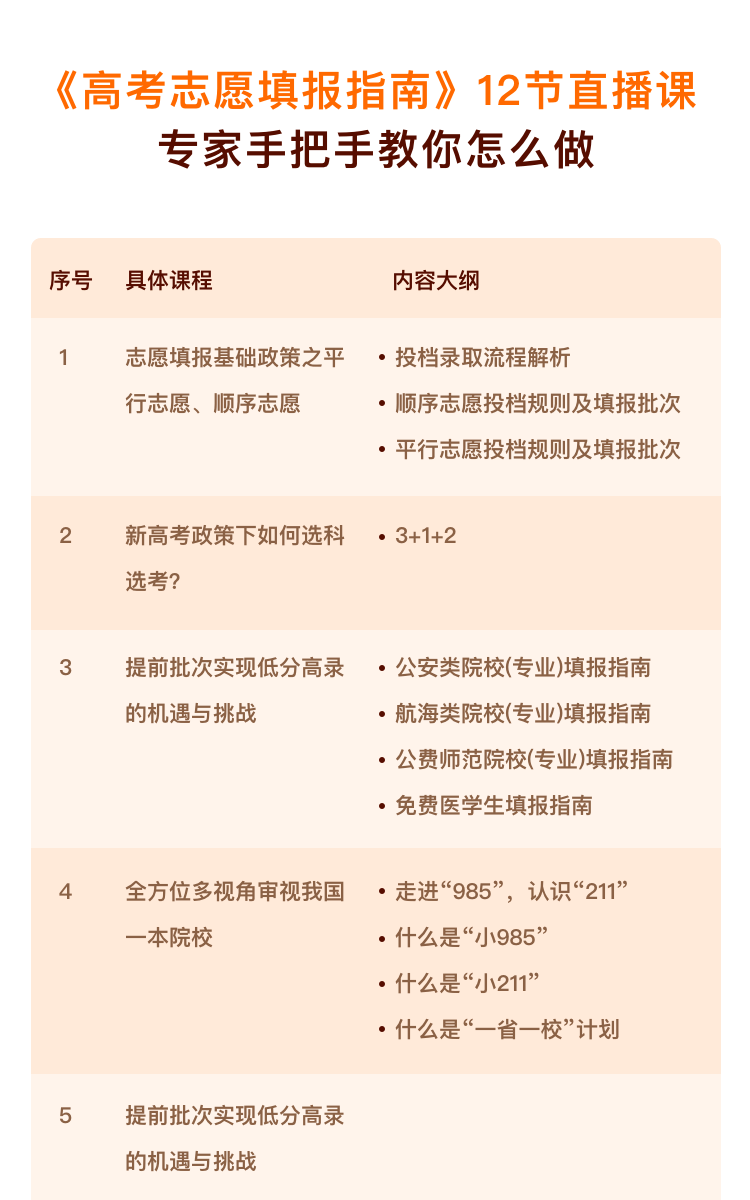 《高考志愿填报指南》12节直播课
专家手把手教你怎么做
序号 具体课程 内容大纲
1 志愿填报基础政策之平 • 投档录取流程解析
行志愿、顺序志愿 • 顺序志愿投档规则及填报批次
• 平行志愿投档规则及填报批次
2 新高考政策下如何选科 • 3+1+2
选考?
3 提前批次实现低分高录 • 公安类院校(专业)填报指南
的机遇与挑战 • 航海类院校(专业)填报指南
• 公费师范院校(专业)填报指南
• 免费医学生填报指南
4 全方位多视角审视我国 • 走进“985”，认识“211”
一本院校 • 什么是“小985”
• 什么是“小211”
• 什么是“一省一校”计划
5 提前批次实现低分高录
的机遇与挑战